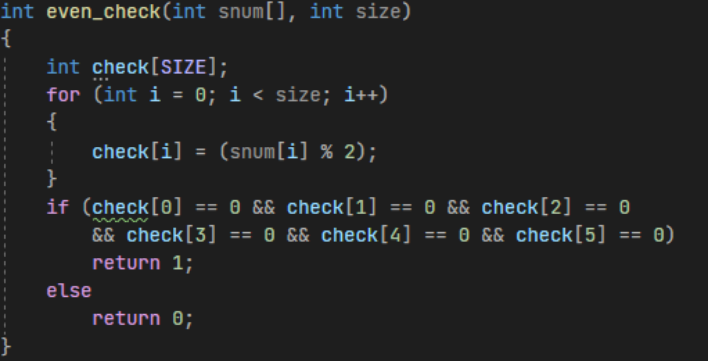 int even_check(int snum[], int size)
{
int check[SIZE];
for (int i = 0; i < size; i++)
{
check[i] = (snum[i] % 2);
}
if (check[0] == 0 && check[1] == 0 && check[2] == 0
&& check[3] == 0 && check[4] == 0 && check[5] == 0)
return 1;
else
return 0;
}